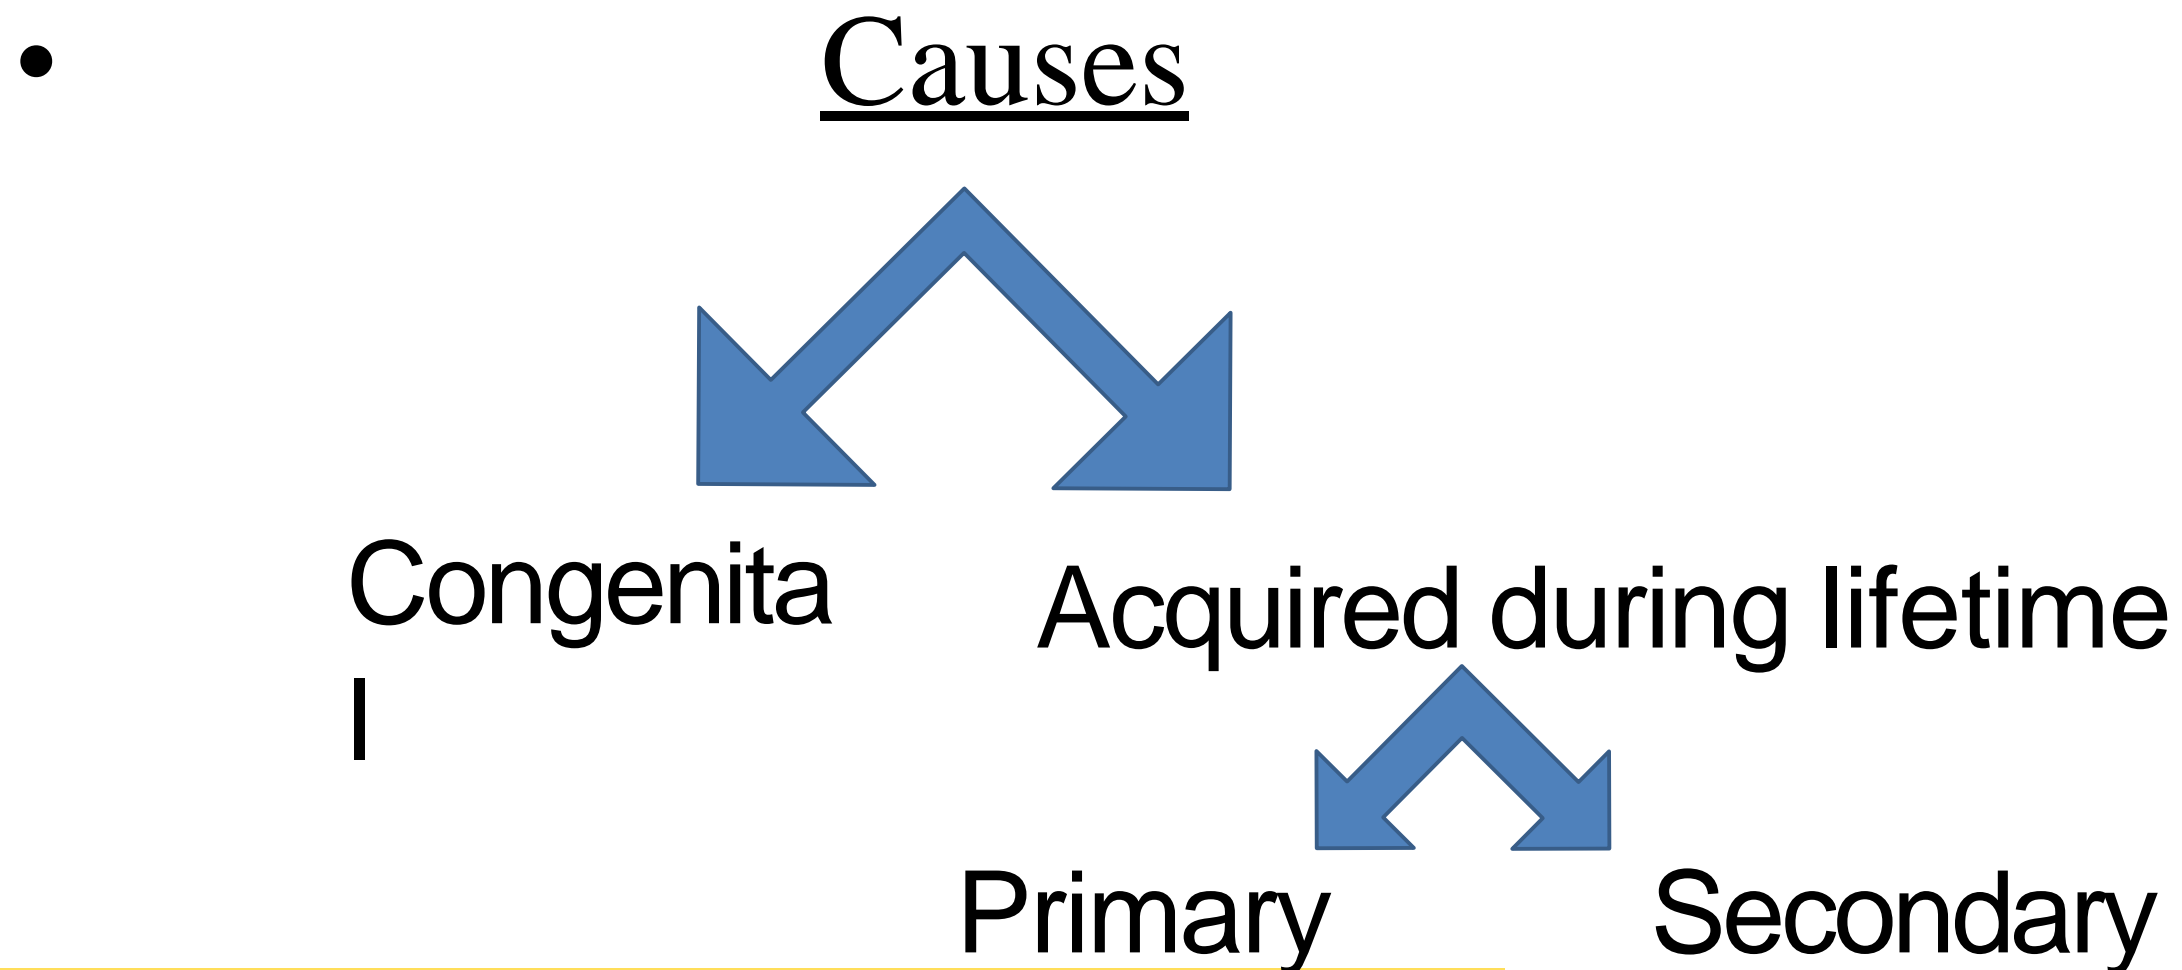 • Causes
Congenita
l
Acquired during lifetime
Primary
Secondary